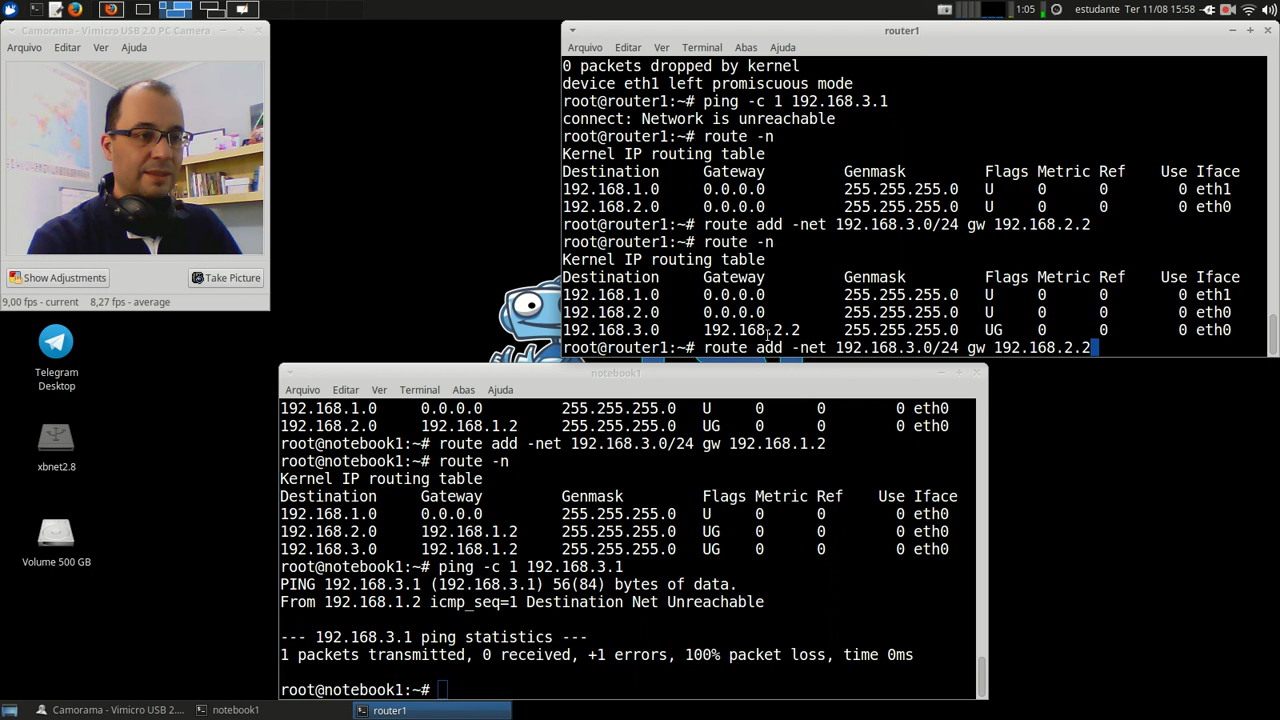 1:05 estudante Ter 11/08 15:58
Camorama - Vimicro USB 2.0 PC Camera
Arquivo Editar Ver Ajuda
Show Adjustments Take Picture
9,00 fps - current 8,27 fps - average
Telegram
Desktop
xbnet2.8
Volume 500 GB
router1
Arquivo Editar Ver Terminal Abas Ajuda
0 packets dropped by kernel
device eth1 left promiscuous mode
root@router1:~# ping -c 1 192.168.3.1
connect: Network is unreachable
root@router1:~# route -n
Kernel IP routing table
Destination Gateway Genmask Flags Metric Ref Use Iface
192.168.1.0 0.0.0.0 255.255.255.0 U 0 0 0 eth1
192.168.2.0 0.0.0.0 255.255.255.0 U 0 0 0 eth0
root@router1:~# route add -net 192.168.3.0/24 gw 192.168.2.2
root@router1:~# route -n
Kernel IP routing table
Destination Gateway Genmask Flags Metric Ref Use Iface
192.168.1.0 0.0.0.0 255.255.255.0 U 0 0 0 eth1
192.168.2.0 0.0.0.0 255.255.255.0 U 0 0 0 eth0
192.168.3.0 192.168.2.2 255.255.255.0 UG 0 0 0 eth0
root@router1:~# route add -net 192.168.3.0/24 gw 192.168.2.2
notebook1
Arquivo Editar Ver Terminal Abas Ajuda
192.168.1.0 0.0.0.0 255.255.255.0 U 0 0 0 eth0
192.168.2.0 192.168.1.2 255.255.255.0 UG 0 0 0 eth0
root@notebook1:~# route add -net 192.168.3.0/24 gw 192.168.1.2
root@notebook1:~# route -n
Kernel IP routing table
Destination Gateway Genmask Flags Metric Ref Use Iface
192.168.1.0 0.0.0.0 255.255.255.0 U 0 0 0 eth0
192.168.2.0 192.168.1.2 255.255.255.0 UG 0 0 0 eth0
192.168.3.0 192.168.1.2 255.255.255.0 UG 0 0 0 eth0
root@notebook1:~# ping -c 1 192.168.3.1
PING 192.168.3.1 (192.168.3.1) 56(84) bytes of data.
From 192.168.1.2 icmp_seq=1 Destination Net Unreachable
--- 192.168.3.1 ping statistics ---
1 packets transmitted, 0 received, +1 errors, 100% packet loss, time 0ms
root@notebook1:~#
Camorama - Vimicro USB 2.... notebook1 router1